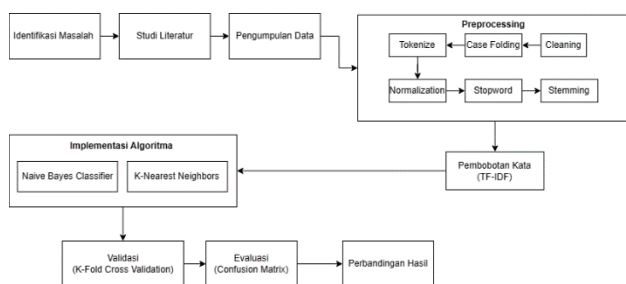 Identifikasi Masalah
Studi Literatur
Pengumpulan Data
Preprocessing
Tokenize
Case Folding
Cleaning
Normalization
Stopword
Stemming
Implementasi Algoritma
Naive Bayes Classifier
K-Nearest Neighbors
Pembobotan Kata
(TF-IDF)
Validasi
(K-Fold Cross Validation)
Evaluasi
(Confusion Matrix)
Perbandingan Hasil